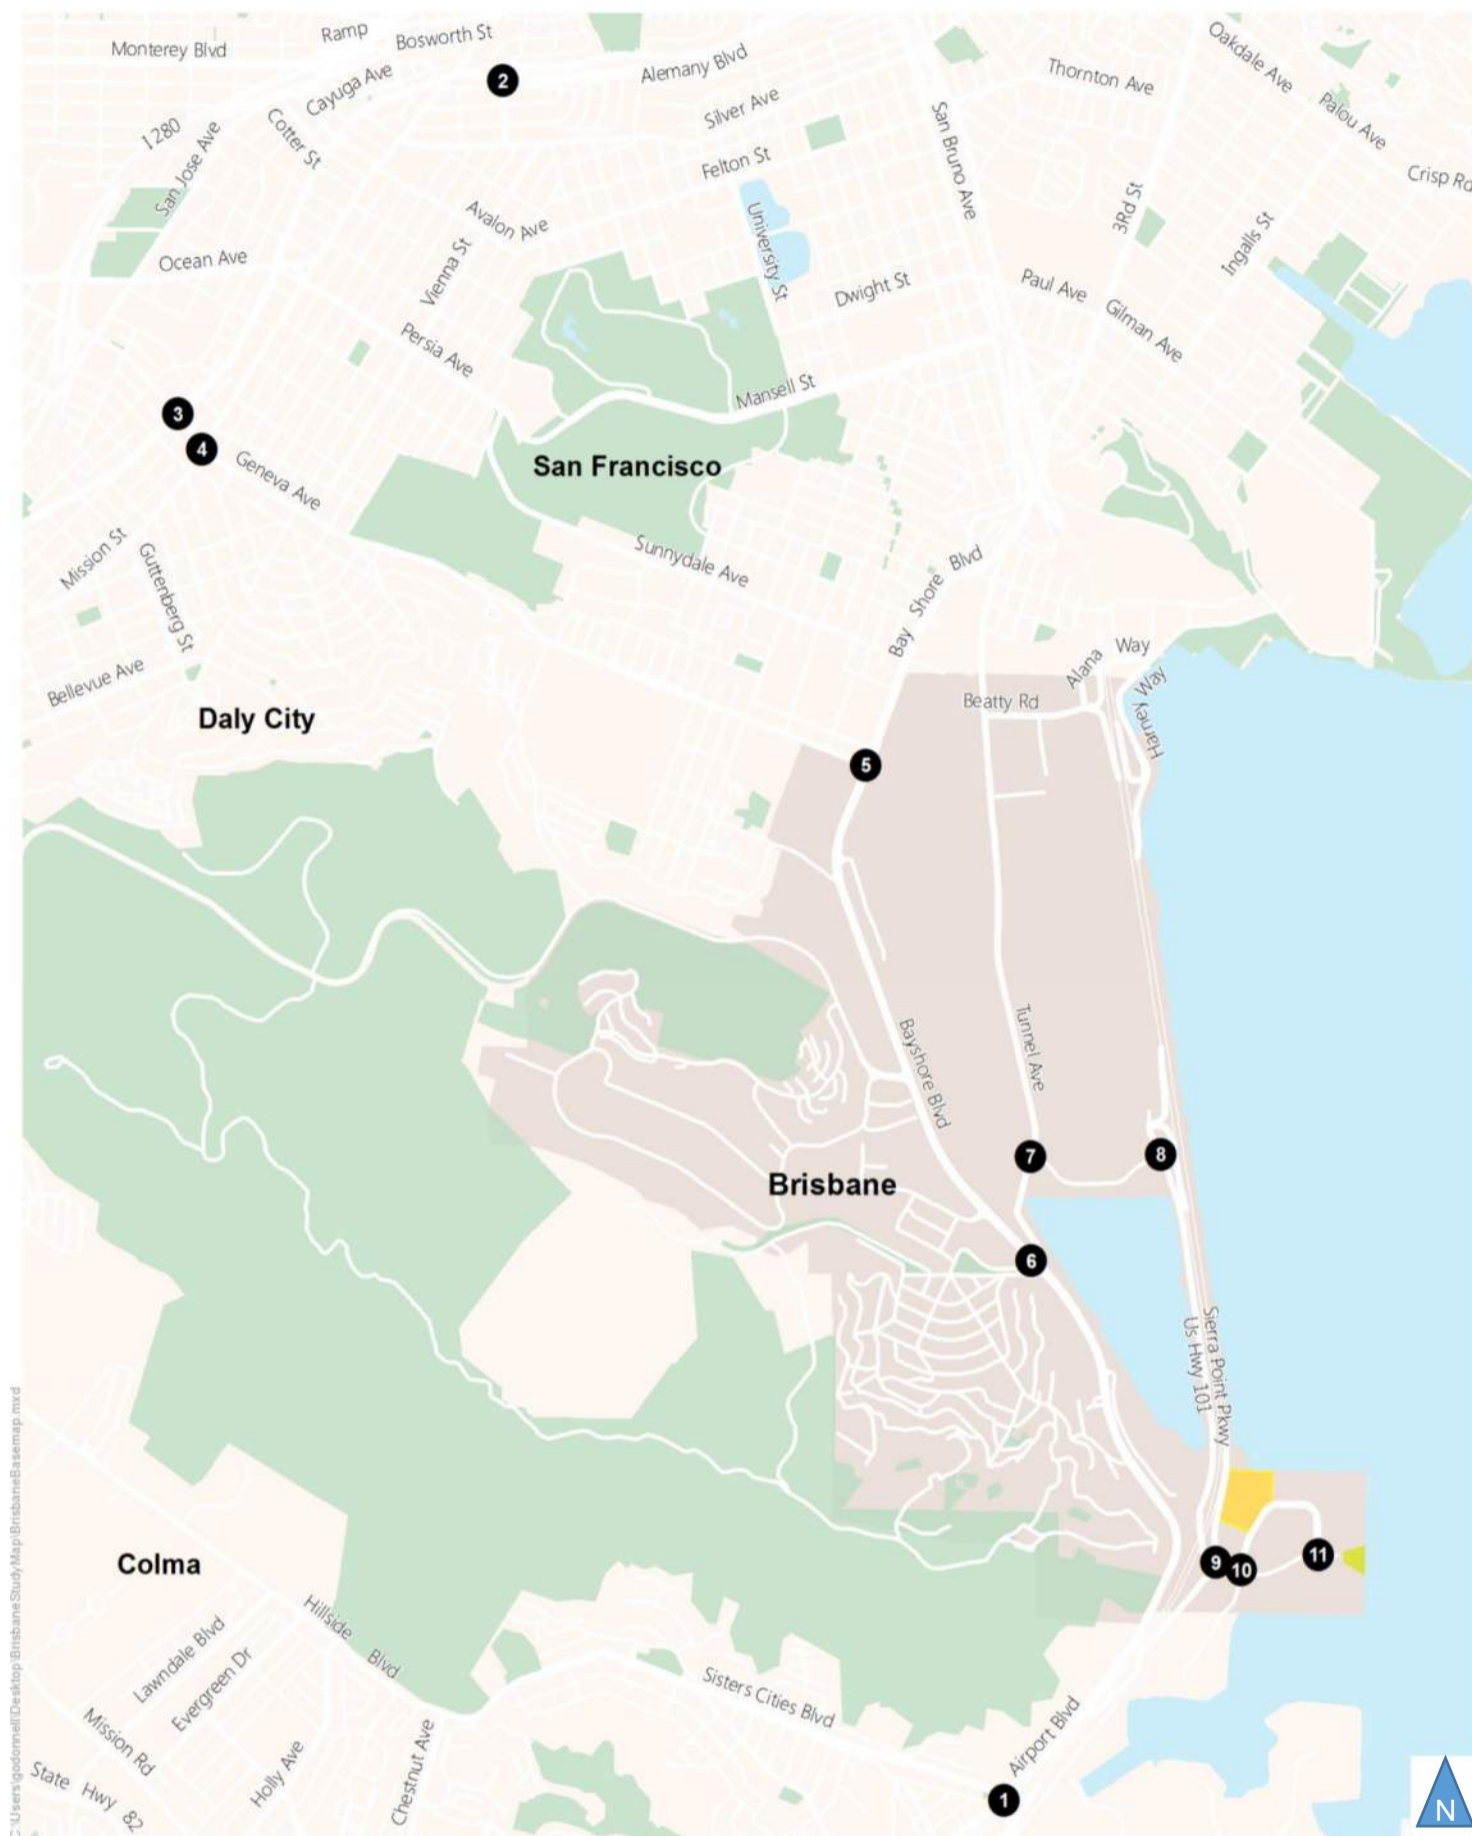 Monterey Blvd
Ramp
Bosworth St
Cayuga Ave
2
Alemany Blvd
Silver Ave
Felton St
Thornton Ave
Oakdale Ave
Palou Ave
Crisp Rd
I 280
San Jose Ave
Cotter St
Avalon Ave
Vienna St
Ocean Ave
Persia Ave
University St
San Bruno Ave
3Rd St
Ingalls St
Dwight St
Paul Ave
Gilman Ave
Mansell St
3
4
Geneva Ave
San Francisco
Mission St
Guttenberg St
Sunnydale Ave
Bay Shore Blvd
Bellevue Ave
Daly City
Beatty Rd
Alana Way
Harney Way
5
Bayshore Blvd
Tunnel Ave
7
8
Brisbane
6
Sierra Point Pkwy
Us Hwy 101
9
10
11
Colma
Hillside Blvd
Lawndale Blvd
Evergreen Dr
Mission Rd
Holly Ave
Chestnut Ave
State Hwy 82
Sisters Cities Blvd
Airport Blvd
1
N
C:\Users\godonnell\Desktop\BrisbaneStudyMap\BrisbaneBasemap.mxd